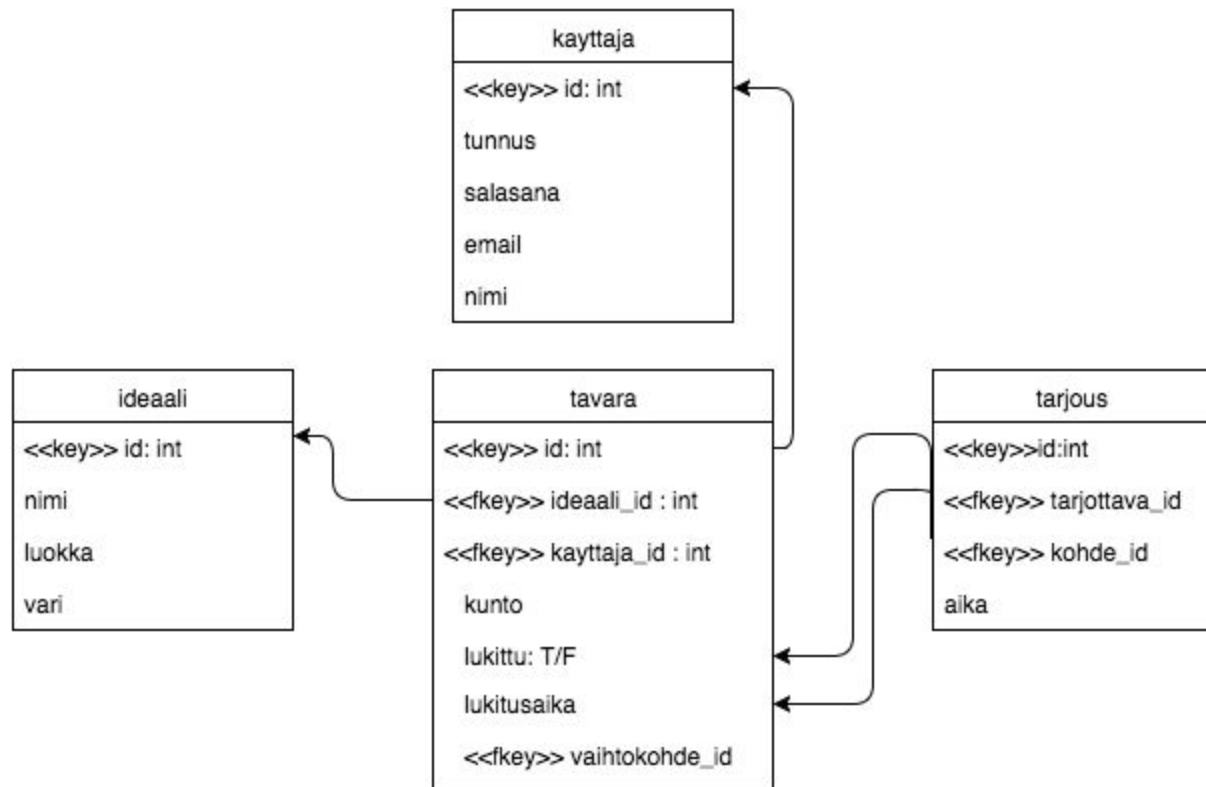 kayttaja
<<key>> id: int
tunnus
salasana
email
nimi
ideaali
<<key>> id: int
nimi
luokka
vari
tavara
<<key>> id: int
<<fkey>> ideaali_id : int
<<fkey>> kayttaja_id : int
kunto
lukittu: T/F
lukitusaika
<<fkey>> vaihtokohde_id
tarjous
<<key>>id:int
<<fkey>> tarjottava_id
<<fkey>> kohde_id
aika